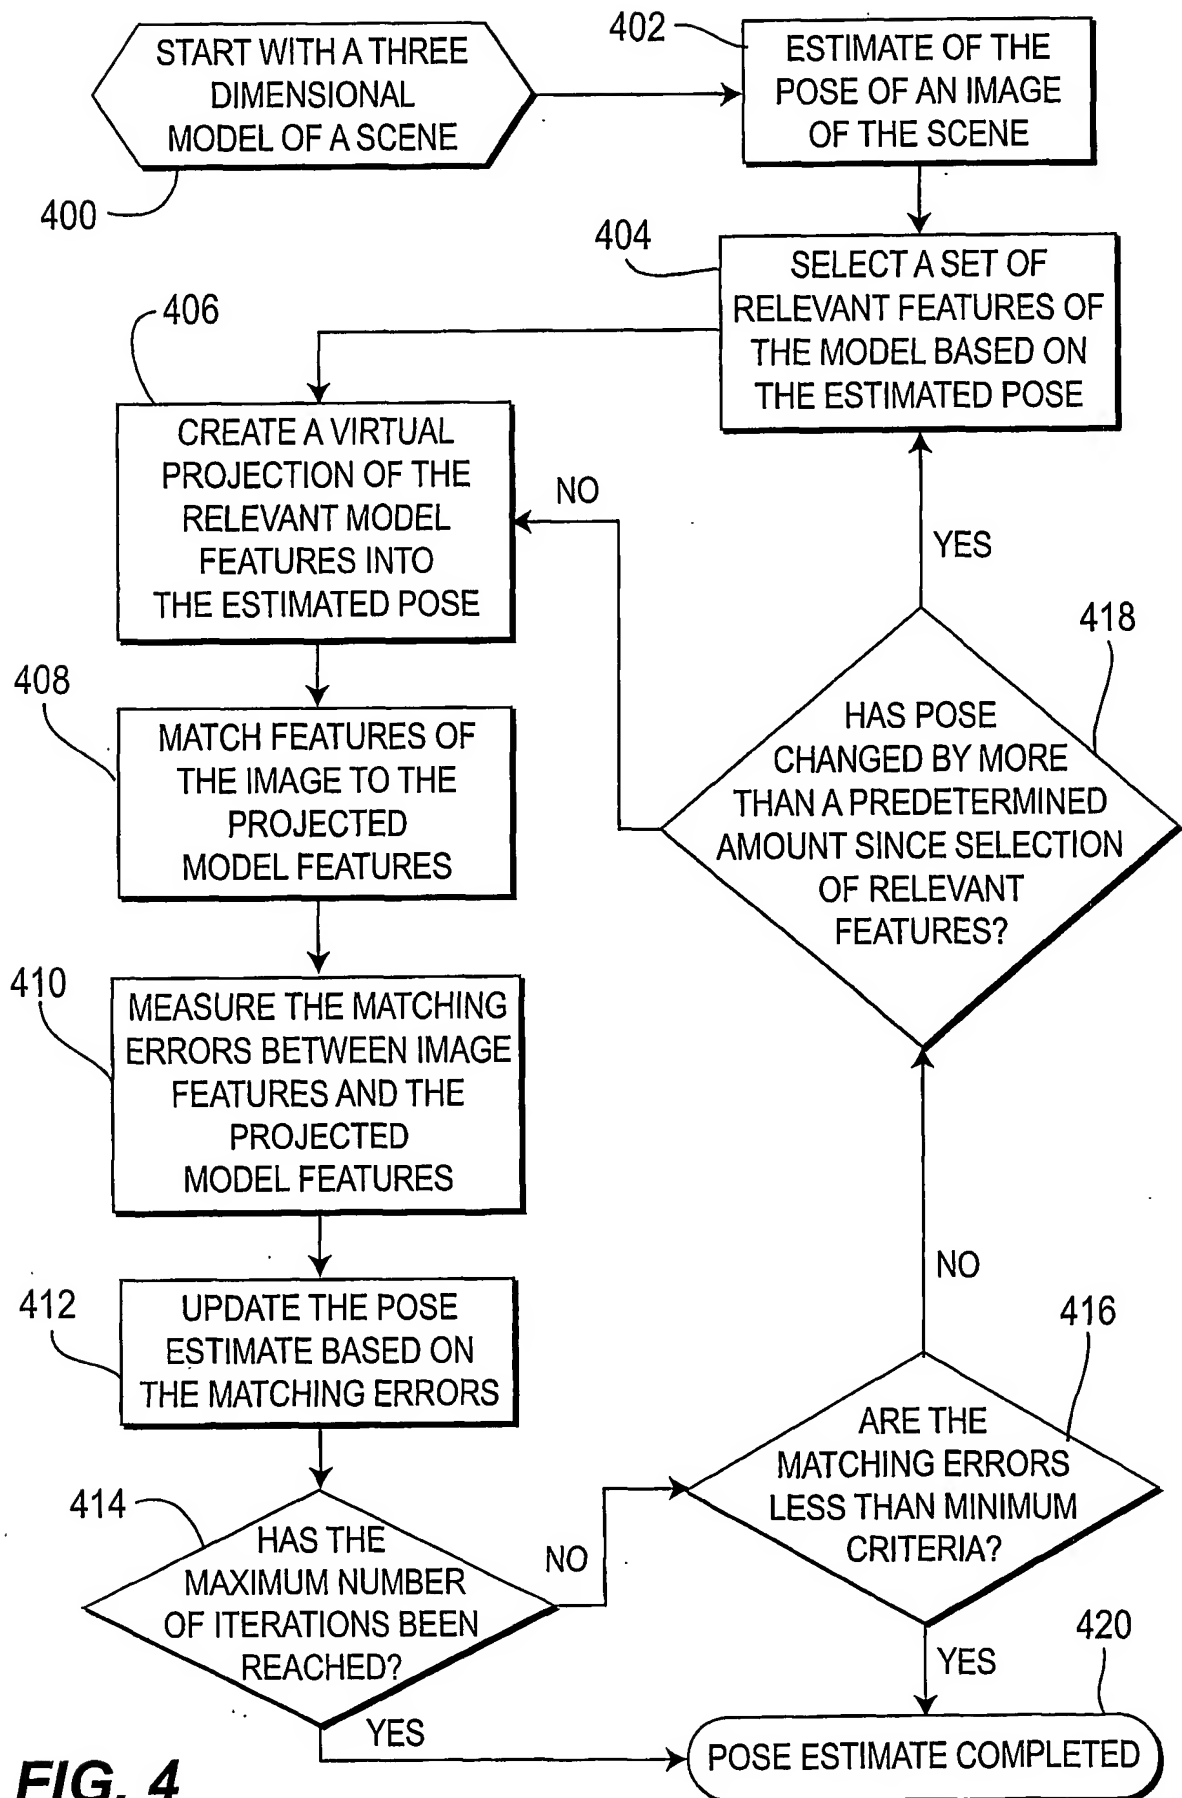 START WITH A THREE
DIMENSIONAL
MODEL OF A SCENE
400
402
ESTIMATE OF THE
POSE OF AN IMAGE
OF THE SCENE
404
SELECT A SET OF
RELEVANT FEATURES OF
THE MODEL BASED ON
THE ESTIMATED POSE
406
CREATE A VIRTUAL
PROJECTION OF THE
RELEVANT MODEL
FEATURES INTO
THE ESTIMATED POSE
NO
YES
408
MATCH FEATURES OF
THE IMAGE TO THE
PROJECTED
MODEL FEATURES
418
HAS POSE
CHANGED BY MORE
THAN A PREDETERMINED
AMOUNT SINCE SELECTION
OF RELEVANT
FEATURES?
410
MEASURE THE MATCHING
ERRORS BETWEEN IMAGE
FEATURES AND THE
PROJECTED
MODEL FEATURES
NO
412
UPDATE THE POSE
ESTIMATE BASED ON
THE MATCHING ERRORS
416
ARE THE
MATCHING ERRORS
LESS THAN MINIMUM
CRITERIA?
414
HAS THE
MAXIMUM NUMBER
OF ITERATIONS BEEN
REACHED?
NO
YES
YES
420
POSE ESTIMATE COMPLETED
FIG. 4